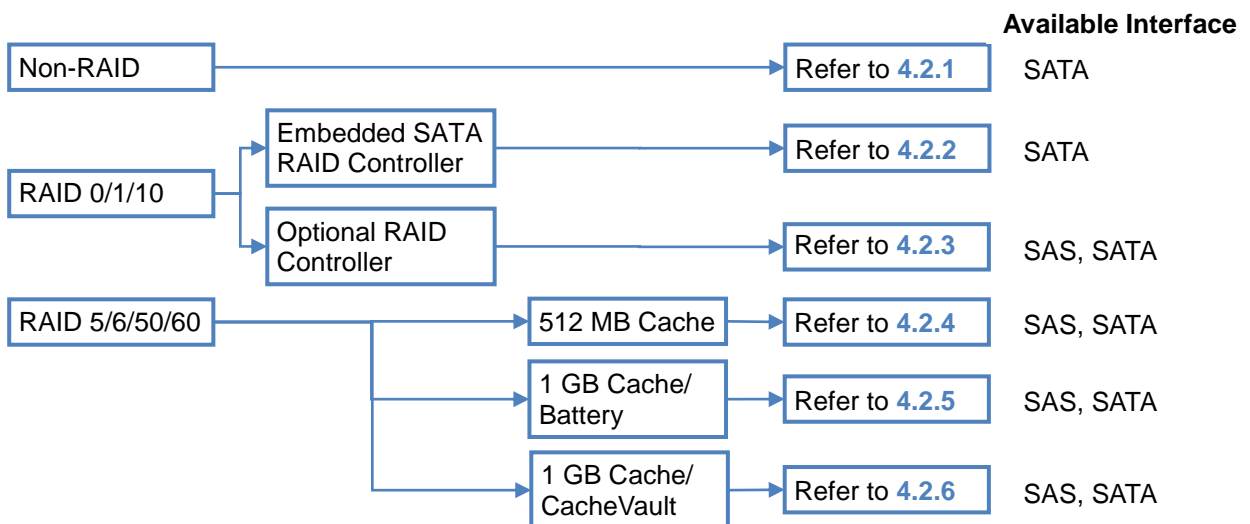 Available Interface
Non-RAID
Refer to 4.2.1
SATA
Embedded SATA
RAID Controller
Refer to 4.2.2
SATA
RAID 0/1/10
Optional RAID
Controller
Refer to 4.2.3
SAS, SATA
RAID 5/6/50/60
512 MB Cache
Refer to 4.2.4
SAS, SATA
1 GB Cache/
Battery
Refer to 4.2.5
SAS, SATA
1 GB Cache/
CacheVault
Refer to 4.2.6
SAS, SATA